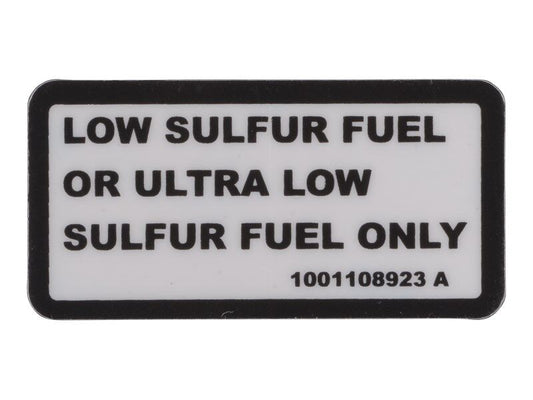 LOW SULFUR FUEL
OR ULTRA LOW
SULFUR FUEL ONLY
1001108923 A